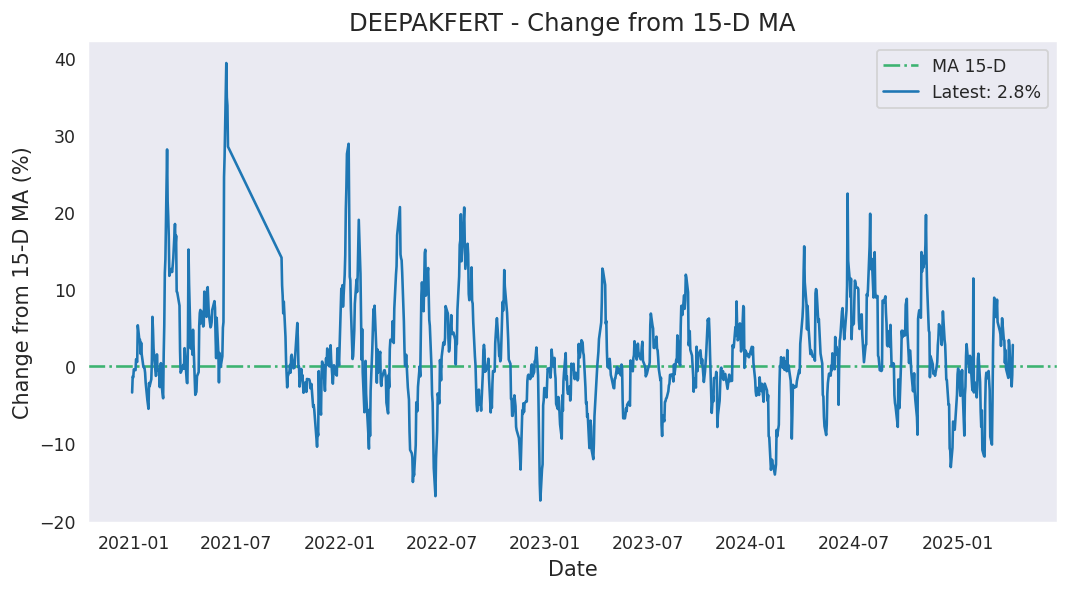 DEEPAKFERT - Change from 15-D MA
MA 15-D
Latest: 2.8%
Change from 15-D MA (%)
40
30
20
10
0
−10
−20
2021-01 2021-07 2022-01 2022-07 2023-01 2023-07 2024-01 2024-07 2025-01
Date